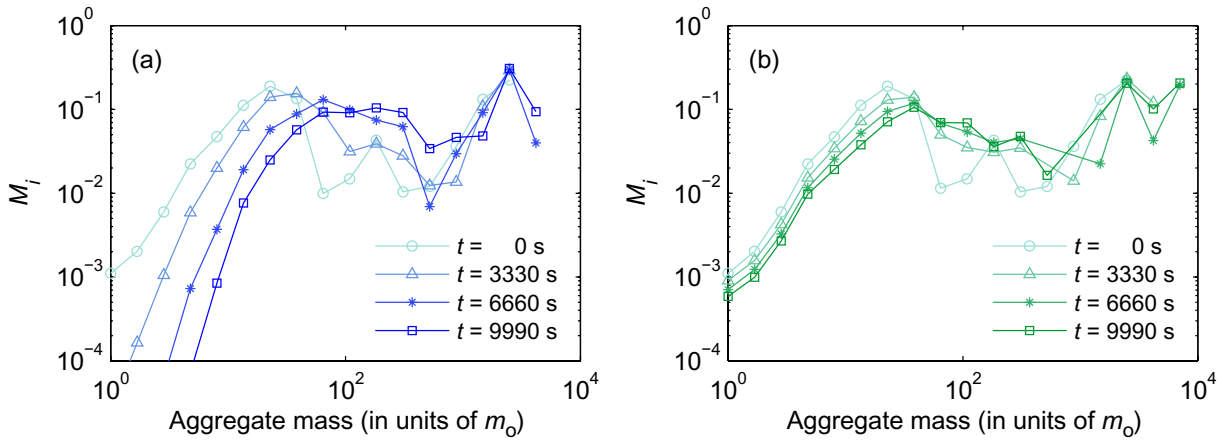 (a)
10^0
10^−1
10^−2
10^−3
10^−4
M_i
t = 0 s
t = 3330 s
t = 6660 s
t = 9990 s
10^0 10^2 10^4
Aggregate mass (in units of m_o)
(b)
10^0
10^−1
10^−2
10^−3
10^−4
M_i
t = 0 s
t = 3330 s
t = 6660 s
t = 9990 s
10^0 10^2 10^4
Aggregate mass (in units of m_o)